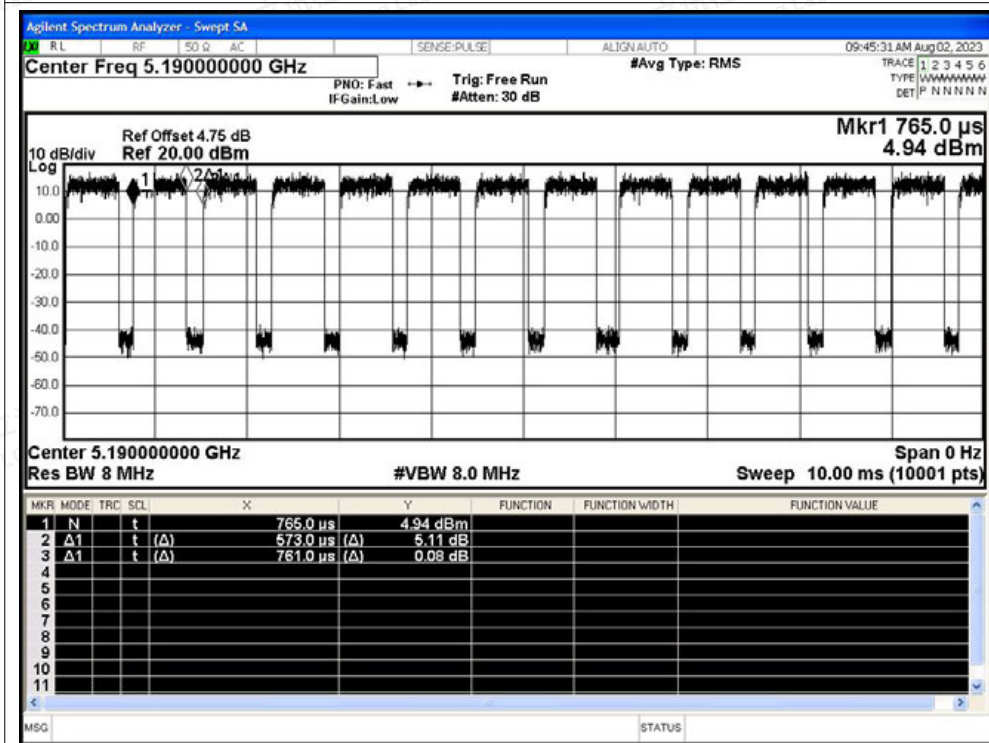 Agilent Spectrum Analyzer - Swept SA
LXI RL RF 50 Ω AC SENSE:PULSE ALIGN AUTO 09:45:31 AM Aug 02, 2023
Center Freq 5.190000000 GHz #Avg Type: RMS TRACE 1 2 3 4 5 6
PNO: Fast Trig: Free Run TYPE WWWWWW
IFGain:Low #Atten: 30 dB DET P N N N N N
Mkr1 765.0 µs
Ref Offset 4.75 dB
10 dB/div Ref 20.00 dBm 4.94 dBm
Log
1 2Δ1
10.0
0.00
-10.0
-20.0
-30.0
-40.0
-50.0
-60.0
-70.0
Center 5.190000000 GHz Span 0 Hz
Res BW 8 MHz #VBW 8.0 MHz Sweep 10.00 ms (10001 pts)
MKR MODE TRC SCL X Y FUNCTION FUNCTION WIDTH FUNCTION VALUE
1 N t 765.0 µs 4.94 dBm
2 Δ1 t (Δ) 573.0 µs (Δ) 5.11 dB
3 Δ1 t (Δ) 761.0 µs (Δ) 0.08 dB
4
5
6
7
8
9
10
11
MSG STATUS